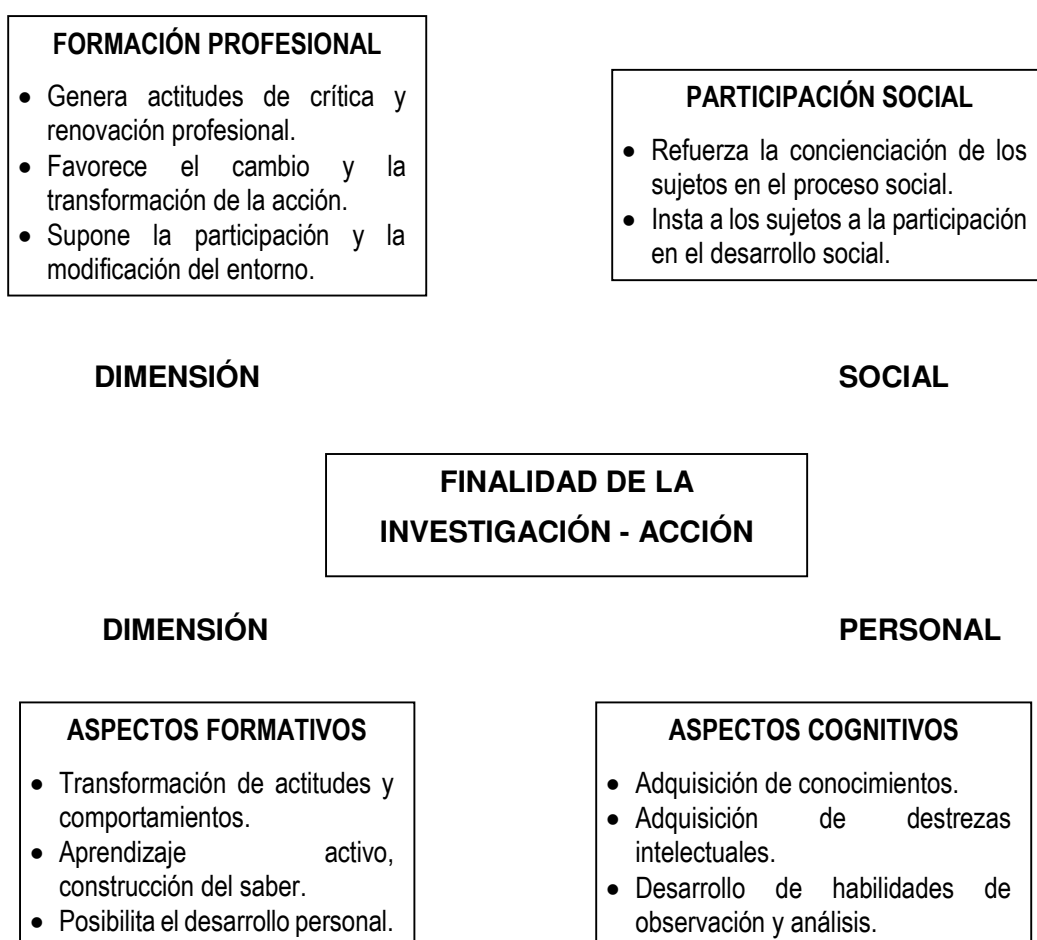 FORMACIÓN PROFESIONAL
• Genera actitudes de crítica y
renovación profesional.
• Favorece el cambio y la
transformación de la acción.
• Supone la participación y la
modificación del entorno.
PARTICIPACIÓN SOCIAL
• Refuerza la concienciación de los
sujetos en el proceso social.
• Insta a los sujetos a la participación
en el desarrollo social.
DIMENSIÓN SOCIAL
FINALIDAD DE LA
INVESTIGACIÓN - ACCIÓN
DIMENSIÓN PERSONAL
ASPECTOS FORMATIVOS
• Transformación de actitudes y
comportamientos.
• Aprendizaje activo,
construcción del saber.
• Posibilita el desarrollo personal.
ASPECTOS COGNITIVOS
• Adquisición de conocimientos.
• Adquisición de destrezas
intelectuales.
• Desarrollo de habilidades de
observación y análisis.